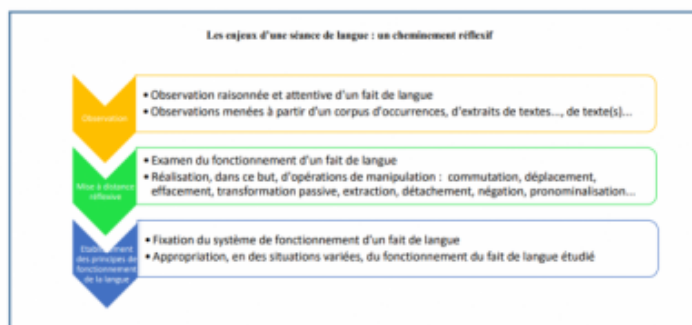 Les enjeux d'une séance de langue : un cheminement réflexif
Observation
• Observation raisonnée et attentive d'un fait de langue
• Observations menées à partir d'un corpus d'occurrences, d'extraits de textes..., de texte(s)...
Mise à distance
réflexive
• Examen du fonctionnement d'un fait de langue
• Réalisation, dans ce but, d'opérations de manipulation : commutation, déplacement,
effacement, transformation passive, extraction, détachement, négation, pronominalisation...
Etablissement
des principes de
fonctionnement
de la langue
• Fixation du système de fonctionnement d'un fait de langue
• Appropriation, en des situations variées, du fonctionnement du fait de langue étudié